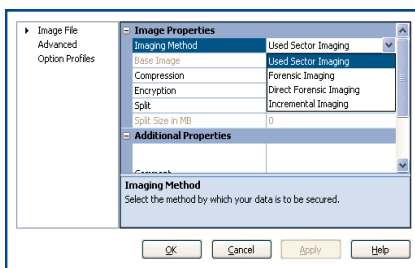 Image File
Advanced
Option Profiles
Image Properties
Imaging Method Used Sector Imaging
Base Image Used Sector Imaging
Compression Forensic Imaging
Encryption Direct Forensic Imaging
Split Incremental Imaging
Split Size in MB 0
Additional Properties
Comment
Imaging Method
Select the method by which your data is to be secured.
OK Cancel Apply Help